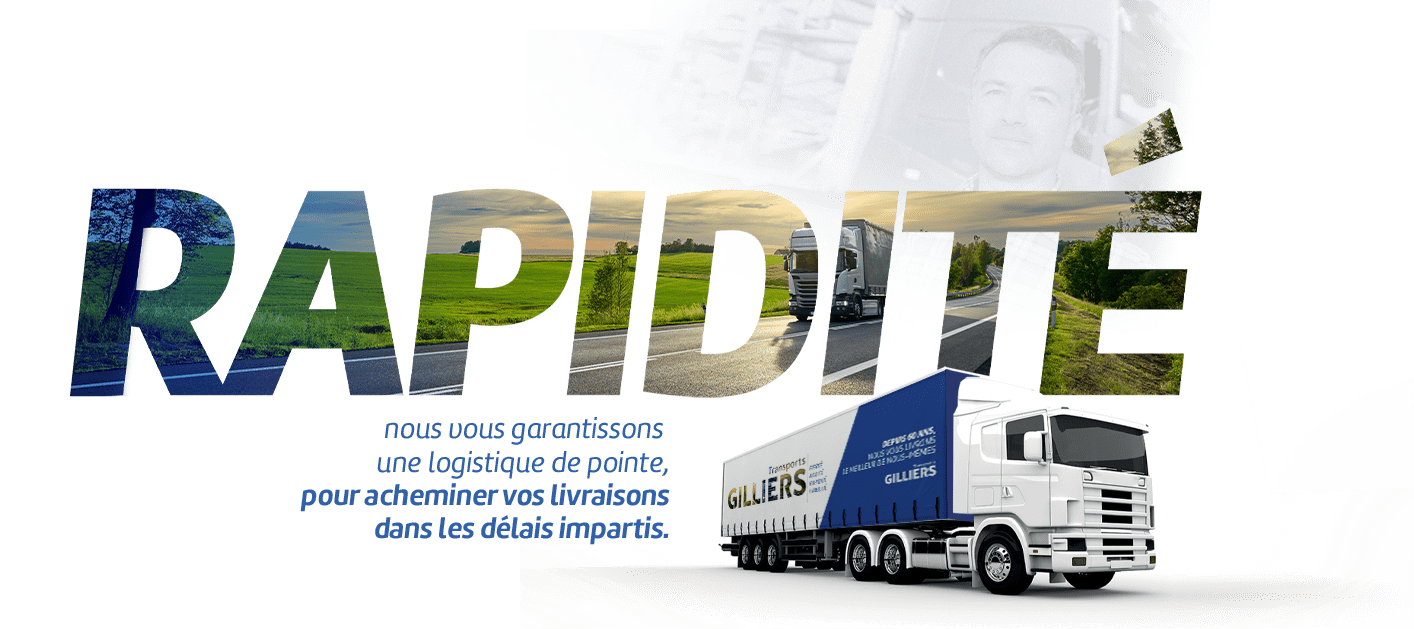 RAPIDITÉ
nous vous garantissons
une logistique de pointe,
pour acheminer vos livraisons
dans les délais impartis.
DEPUIS 60 ANS,
NOUS VOUS LIVRONS
LE MEILLEUR DE NOUS-MÊMES
Transports
GILLIERS
GILLIERS